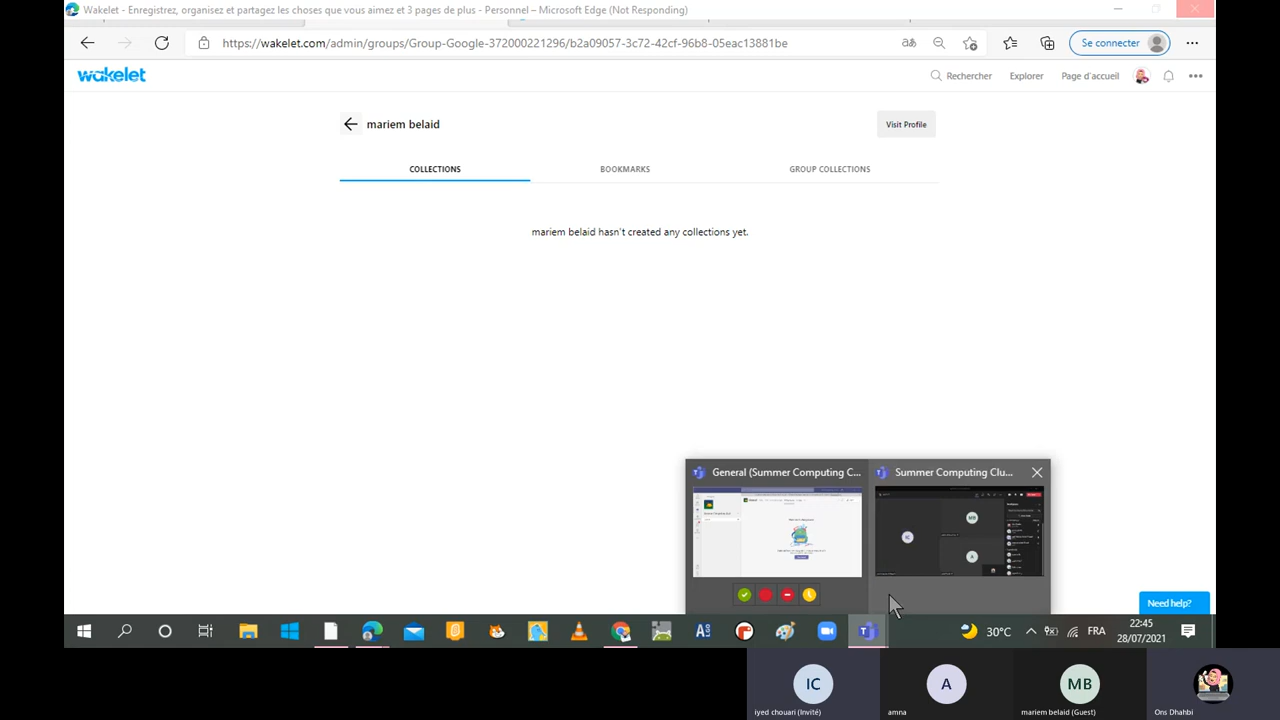 Wakelet - Enregistrez, organisez et partagez les choses que vous aimez et 3 pages de plus - Personnel – Microsoft Edge (Not Responding)
https://wakelet.com/admin/groups/Group-Google-372000221296/b2a09057-3c72-42cf-96b8-05eac13881be
Se connecter
wakelet
Rechercher
Explorer
Page d'accueil
mariem belaid
Visit Profile
COLLECTIONS
BOOKMARKS
GROUP COLLECTIONS
mariem belaid hasn't created any collections yet.
General (Summer Computing C...
Summer Computing Clu...
Need help?
30°C
FRA
22:45
28/07/2021
IC
A
MB
iyed chouari (Invité)
amna
mariem belaid (Guest)
Ons Dhahbi